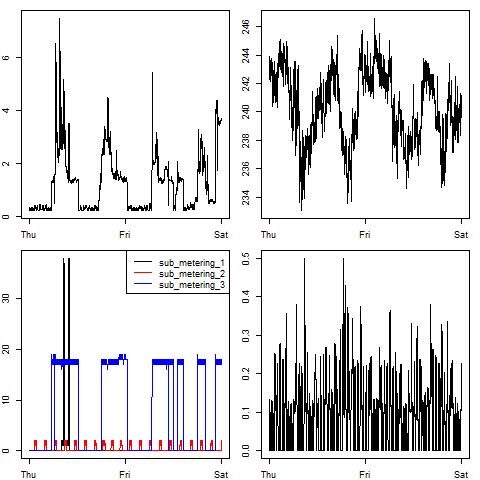 0 2 4 6
Thu Fri Sat
234 236 238 240 242 244 246
Thu Fri Sat
0 10 20 30
sub_metering_1
sub_metering_2
sub_metering_3
Thu Fri Sat
0.0 0.1 0.2 0.3 0.4 0.5
Thu Fri Sat